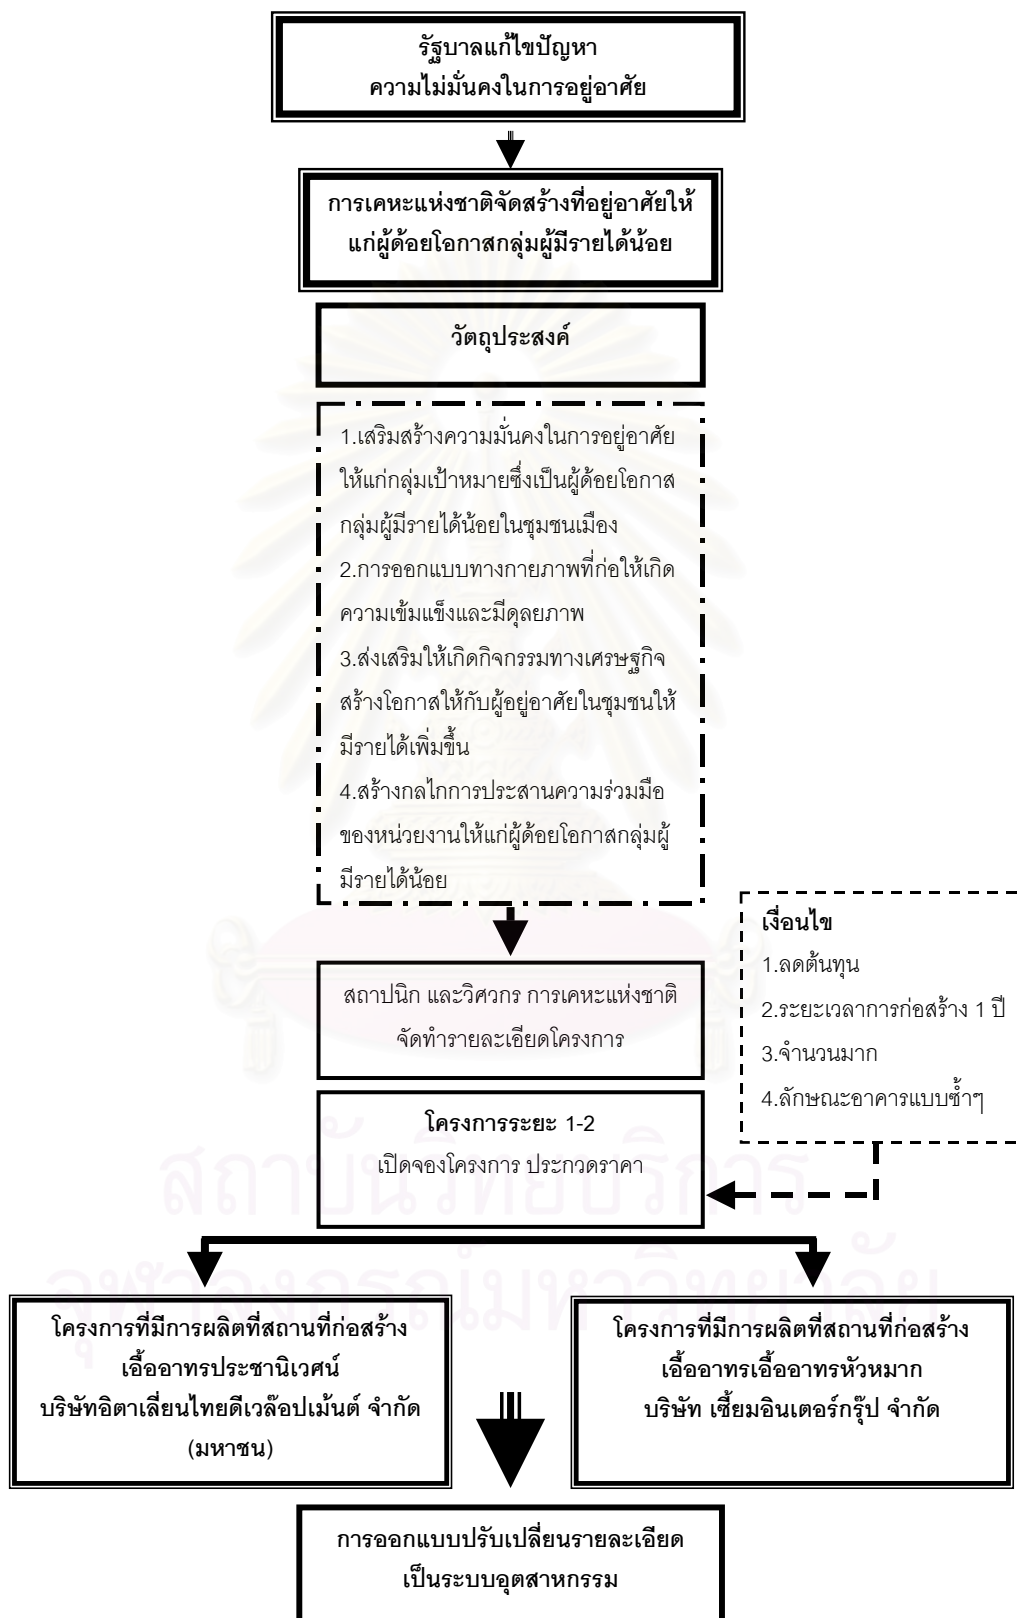 รัฐบาลแก้ไขปัญหา
ความไม่มั่นคงในการอยู่อาศัย
การเคหะแห่งชาติจัดสร้างที่อยู่อาศัยให้
แก่ผู้ด้อยโอกาสกลุ่มผู้มีรายได้น้อย
วัตถุประสงค์
1.เสริมสร้างความมั่นคงในการอยู่อาศัย
ให้แก่กลุ่มเป้าหมายซึ่งเป็นผู้ด้อยโอกาส
กลุ่มผู้มีรายได้น้อยในชุมชนเมือง
2.การออกแบบทางกายภาพที่ก่อให้เกิด
ความเข้มแข็งและมีดุลยภาพ
3.ส่งเสริมให้เกิดกิจกรรมทางเศรษฐกิจ
สร้างโอกาสให้กับผู้อยู่อาศัยในชุมชนให้
มีรายได้เพิ่มขึ้น
4.สร้างกลไกการประสานความร่วมมือ
ของหน่วยงานให้แก่ผู้ด้อยโอกาสกลุ่มผู้
มีรายได้น้อย
เงื่อนไข
1.ลดต้นทุน
2.ระยะเวลาการก่อสร้าง 1 ปี
3.จำนวนมาก
4.ลักษณะอาคารแบบซ้ำๆ
สถาปนิก และวิศวกร การเคหะแห่งชาติ
จัดทำรายละเอียดโครงการ
โครงการระยะ 1-2
เปิดจองโครงการ ประกวดราคา
สถาบันวิทยบริการ
จุฬาลงกรณ์มหาวิทยาลัย
โครงการที่มีการผลิตที่สถานที่ก่อสร้าง
เอื้ออาทรประชานิเวศน์
บริษัทอิตาเลี่ยนไทยดีเวล๊อปเม้นต์ จำกัด
(มหาชน)
โครงการที่มีการผลิตที่สถานที่ก่อสร้าง
เอื้ออาทรเอื้ออาทรหัวหมาก
บริษัท เซี้ยมอินเตอร์กรุ๊ป จำกัด
การออกแบบปรับเปลี่ยนรายละเอียด
เป็นระบบอุตสาหกรรม